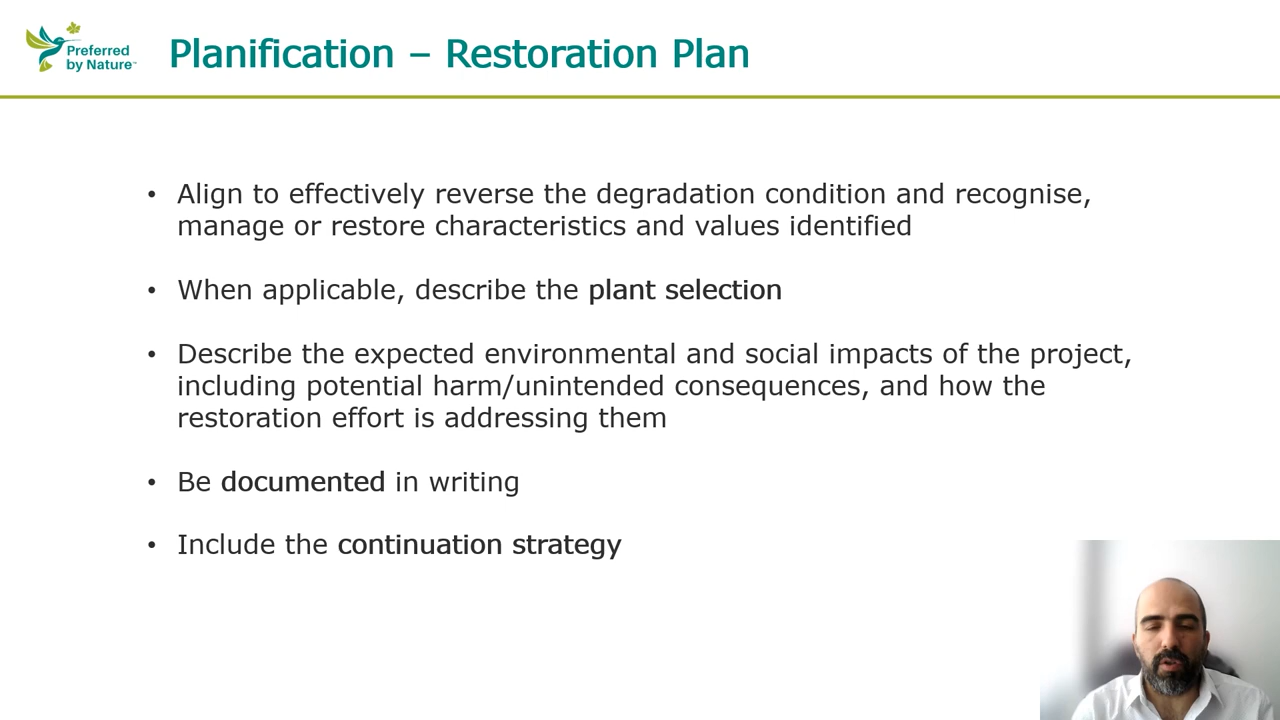 Preferred
by Nature™
Planification – Restoration Plan
• Align to effectively reverse the degradation condition and recognise,
manage or restore characteristics and values identified
• When applicable, describe the plant selection
• Describe the expected environmental and social impacts of the project,
including potential harm/unintended consequences, and how the
restoration effort is addressing them
• Be documented in writing
• Include the continuation strategy